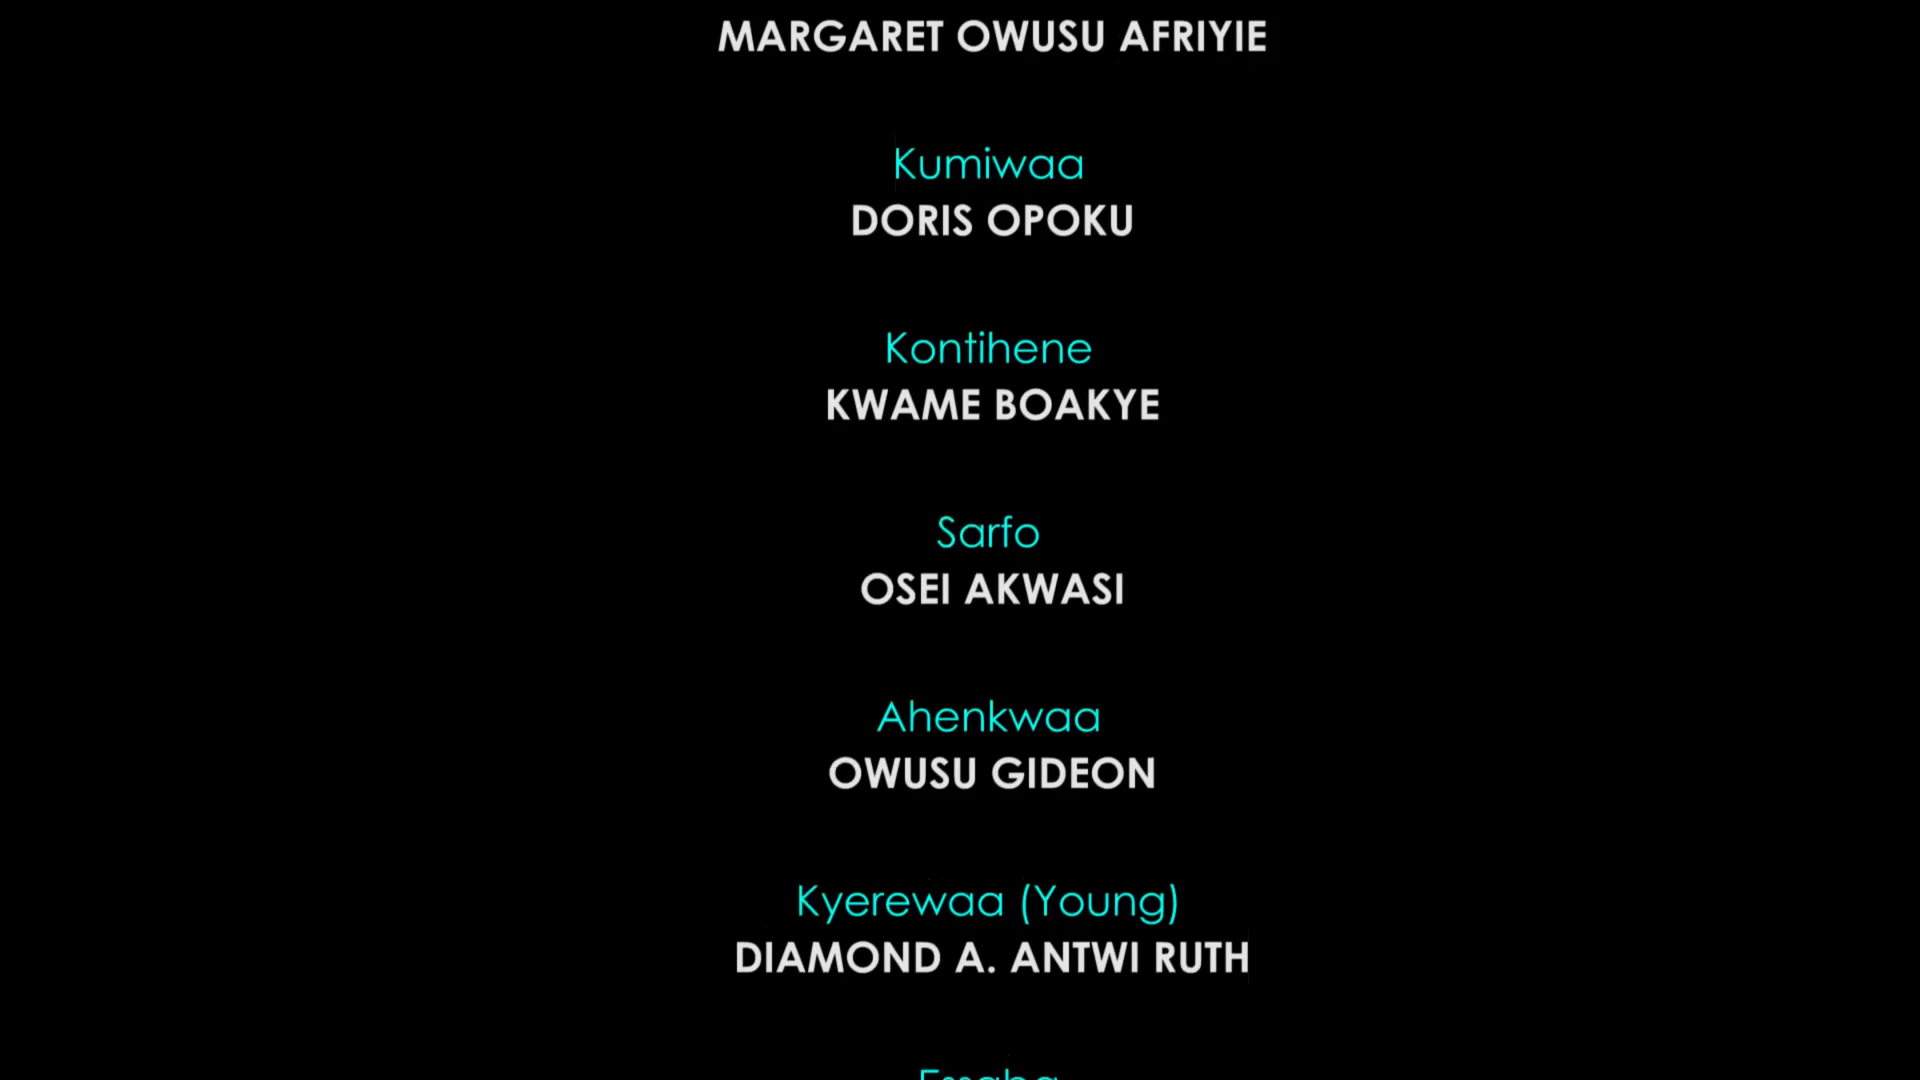 MARGARET OWUSU AFRIYIE
Kumiwaa
DORIS OPOKU
Kontihene
KWAME BOAKYE
Sarfo
OSEI AKWASI
Ahenkwaa
OWUSU GIDEON
Kyerewaa (Young)
DIAMOND A. ANTWI RUTH